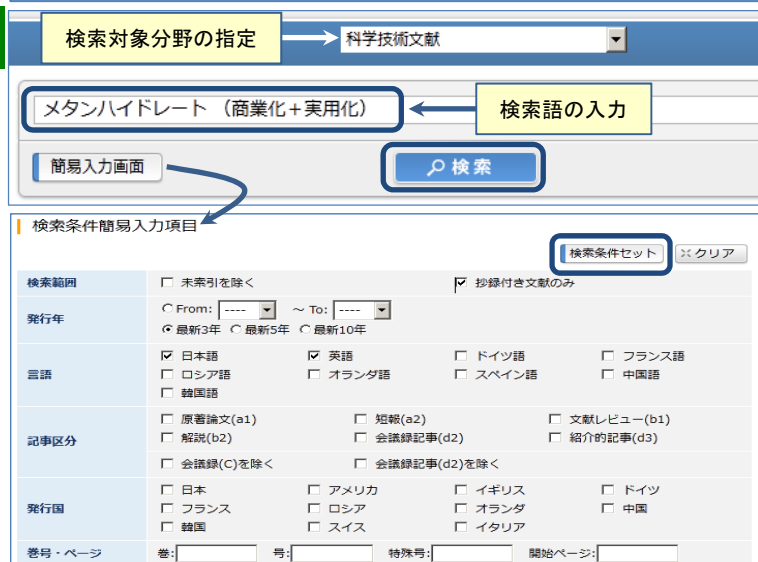 検索対象分野の指定
科学技術文献
メタンハイドレート （商業化+実用化）
検索語の入力
簡易入力画面
検索
検索条件簡易入力項目
検索条件セット
クリア
検索範囲 未索引を除く 抄録付き文献のみ
発行年 From: ---- ～ To: ----
最新3年 最新5年 最新10年
言語 日本語 英語 ドイツ語 フランス語
ロシア語 オランダ語 スペイン語 中国語
韓国語
記事区分 原著論文(a1) 短報(a2) 文献レビュー(b1)
解説(b2) 会議録記事(d2) 紹介的記事(d3)
会議録(C)を除く 会議録記事(d2)を除く
発行国 日本 アメリカ イギリス ドイツ
フランス ロシア オランダ 中国
韓国 スイス イタリア
巻号・ページ 巻: 号: 特殊号: 開始ページ: